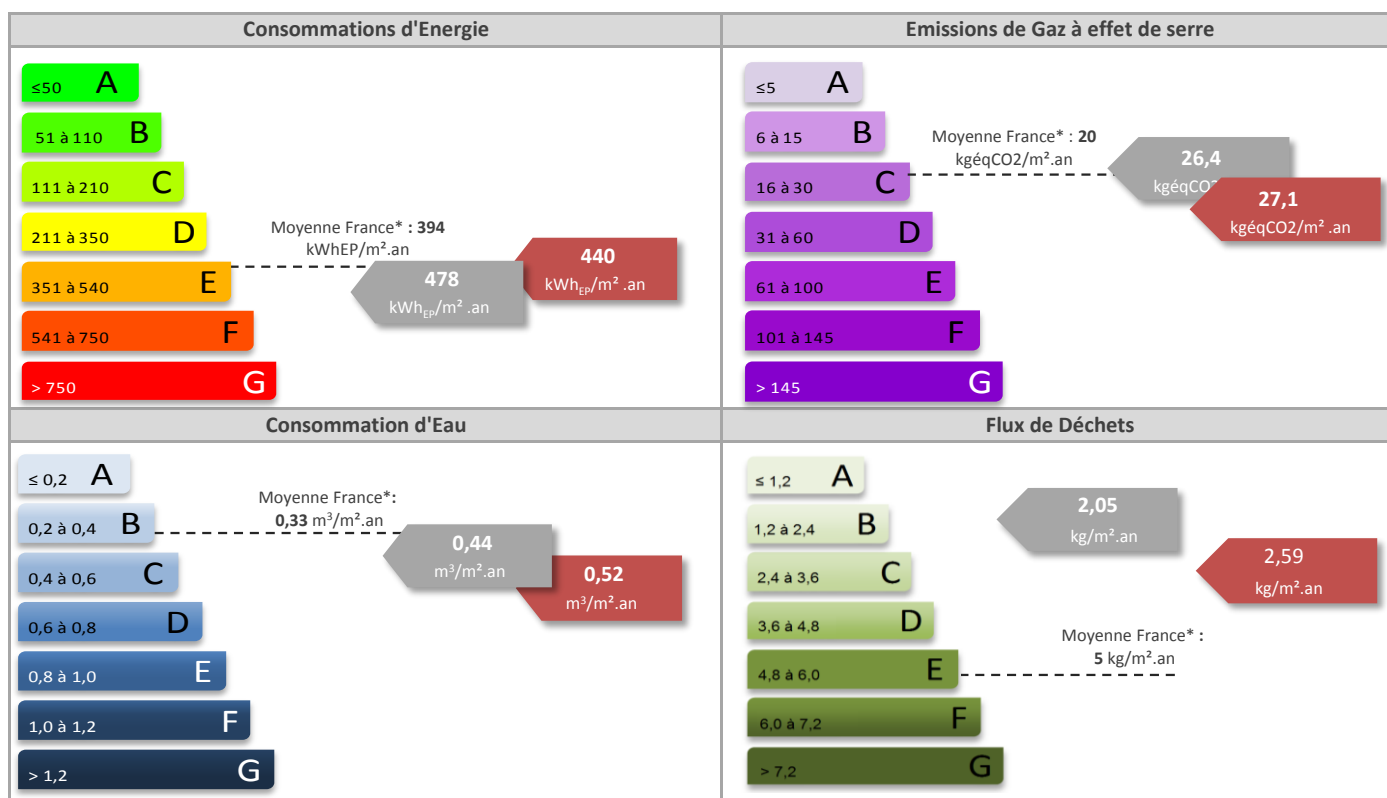 Consommations d'Energie
≤50 A
51 à 110 B
111 à 210 C
211 à 350 D
351 à 540 E
541 à 750 F
> 750 G
Moyenne France* : 394
kWhEP/m².an
478
kWhEP/m² .an
440
kWhEP/m² .an
Emissions de Gaz à effet de serre
≤5 A
6 à 15 B
16 à 30 C
31 à 60 D
61 à 100 E
101 à 145 F
> 145 G
Moyenne France* : 20
kgéqCO2/m².an
26,4
kgéqCO2
27,1
kgéqCO2/m² .an
Consommation d'Eau
≤ 0,2 A
0,2 à 0,4 B
0,4 à 0,6 C
0,6 à 0,8 D
0,8 à 1,0 E
1,0 à 1,2 F
> 1,2 G
Moyenne France*:
0,33 m³/m².an
0,44
m³/m².an
0,52
m³/m².an
Flux de Déchets
≤ 1,2 A
1,2 à 2,4 B
2,4 à 3,6 C
3,6 à 4,8 D
4,8 à 6,0 E
6,0 à 7,2 F
> 7,2 G
2,05
kg/m².an
2,59
kg/m².an
Moyenne France* :
5 kg/m².an